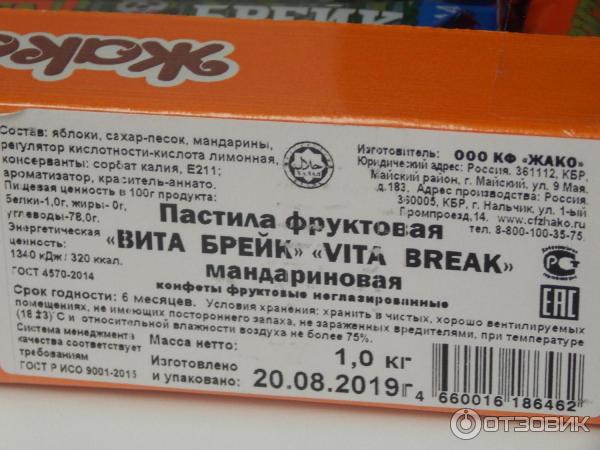 БРЕЙК
Жако
Состав: яблоки, сахар-песок, мандарины,
регулятор кислотности-кислота лимонная,
консерванты: сорбат калия, Е211;
ароматизатор, краситель-аннато.
Пищевая ценность в 100г продукта:
белки-1,0г, жиры- 0г,
углеводы-78,0г.
Энергетическая
ценность:
1340 кДж/ 320 ккал.
ГОСТ 4570-2014
Изготовитель: ООО КФ «ЖАКО»
Юридический адрес: Россия, 361112, КБР,
Майский район, г. Майский, ул. 9 Мая,
д.183, Адрес производства: Россия,
360005, КБР, г. Нальчик, ул. 1-ый
Промпроезд,14. www.cfzhako.ru
тел. 8-800-100-35-75.
Пастила фруктовая
«ВИТА БРЕЙК» «VITA BREAK»
мандариновая
конфеты фруктовые неглазированные
Срок годности: 6 месяцев. Условия хранения: хранить в чистых, хорошо вентилируемых
помещениях, не имеющих постороннего запаха, не зараженных вредителями, при температуре
(18±3)°С и относительной влажности воздуха не более 75%.
Система менеджмента
качества соответствует
требованиям
ГОСТ Р ИСО 9001-2015
Масса нетто: 1,0 кг
Изготовлено
и упаковано: 20.08.2019г
4 660016 186462
ЕАС
ОТЗОВИК